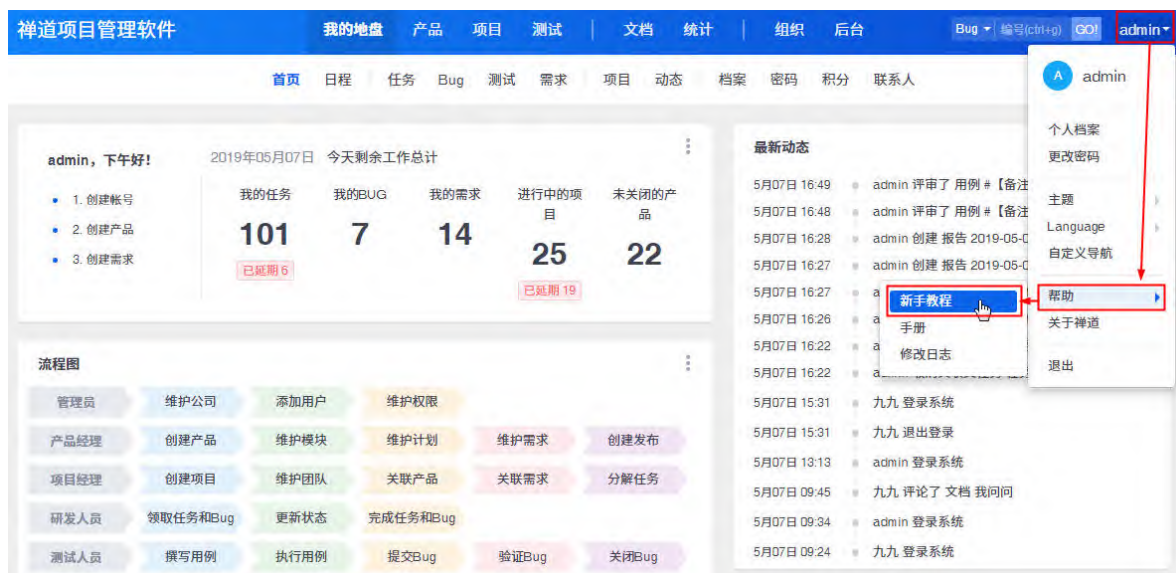 禅道项目管理软件
我的地盘 产品 项目 测试 文档 统计 组织 后台
Bug 编号(ctrl+g) GO! admin
首页 日程 任务 Bug 测试 需求 项目 动态 档案 密码 积分 联系人
A admin
个人档案
更改密码
主题
Language
自定义导航
帮助
关于禅道
退出
新手教程
手册
修改日志
admin，下午好！
1. 创建帐号
2. 创建产品
3. 创建需求
2019年05月07日 今天剩余工作总计
我的任务 我的BUG 我的需求 进行中的项目 未关闭的产品
101 7 14 25 22
已延期 6
已延期 19
最新动态
5月07日 16:49 admin 评审了 用例 #【备注
5月07日 16:48 admin 评审了 用例 #【备注
5月07日 16:28 admin 创建 报告 2019-05-0
5月07日 16:27 admin 创建 报告 2019-05-0
5月07日 16:27 a
5月07日 16:26 a
5月07日 16:22 a
5月07日 16:22 a
5月07日 15:31 九九 登录系统
5月07日 15:31 九九 退出登录
5月07日 13:13 admin 登录系统
5月07日 09:45 九九 评论了 文档 我问问
5月07日 09:34 admin 登录系统
5月07日 09:24 九九 登录系统
流程图
管理员 维护公司 添加用户 维护权限
产品经理 创建产品 维护模块 维护计划 维护需求 创建发布
项目经理 创建项目 维护团队 关联产品 关联需求 分解任务
研发人员 领取任务和Bug 更新状态 完成任务和Bug
测试人员 撰写用例 执行用例 提交Bug 验证Bug 关闭Bug